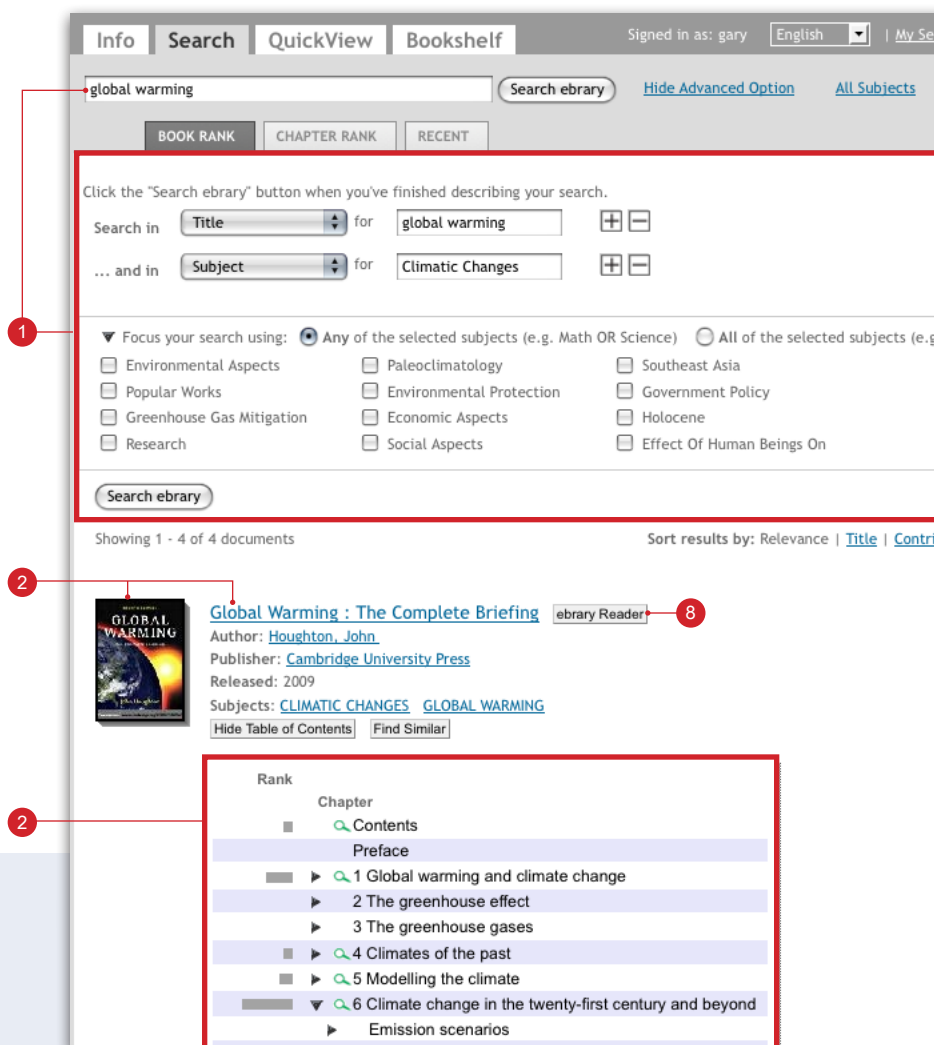 Info Search QuickView Bookshelf Signed in as: gary English | My Se
global warming Search ebrary Hide Advanced Option All Subjects
BOOK RANK CHAPTER RANK RECENT
Click the "Search ebrary" button when you've finished describing your search.
Search in Title for global warming
... and in Subject for Climatic Changes
1
Focus your search using: Any of the selected subjects (e.g. Math OR Science) All of the selected subjects (e.g
Environmental Aspects Paleoclimatology Southeast Asia
Popular Works Environmental Protection Government Policy
Greenhouse Gas Mitigation Economic Aspects Holocene
Research Social Aspects Effect Of Human Beings On
Search ebrary
Showing 1 - 4 of 4 documents Sort results by: Relevance | Title | Contri
2
GLOBAL
WARMING
Global Warming : The Complete Briefing ebrary Reader 8
Author: Houghton, John
Publisher: Cambridge University Press
Released: 2009
Subjects: CLIMATIC CHANGES GLOBAL WARMING
Hide Table of Contents Find Similar
Rank
Chapter
2
Contents
Preface
1 Global warming and climate change
2 The greenhouse effect
3 The greenhouse gases
4 Climates of the past
5 Modelling the climate
6 Climate change in the twenty-first century and beyond
Emission scenarios